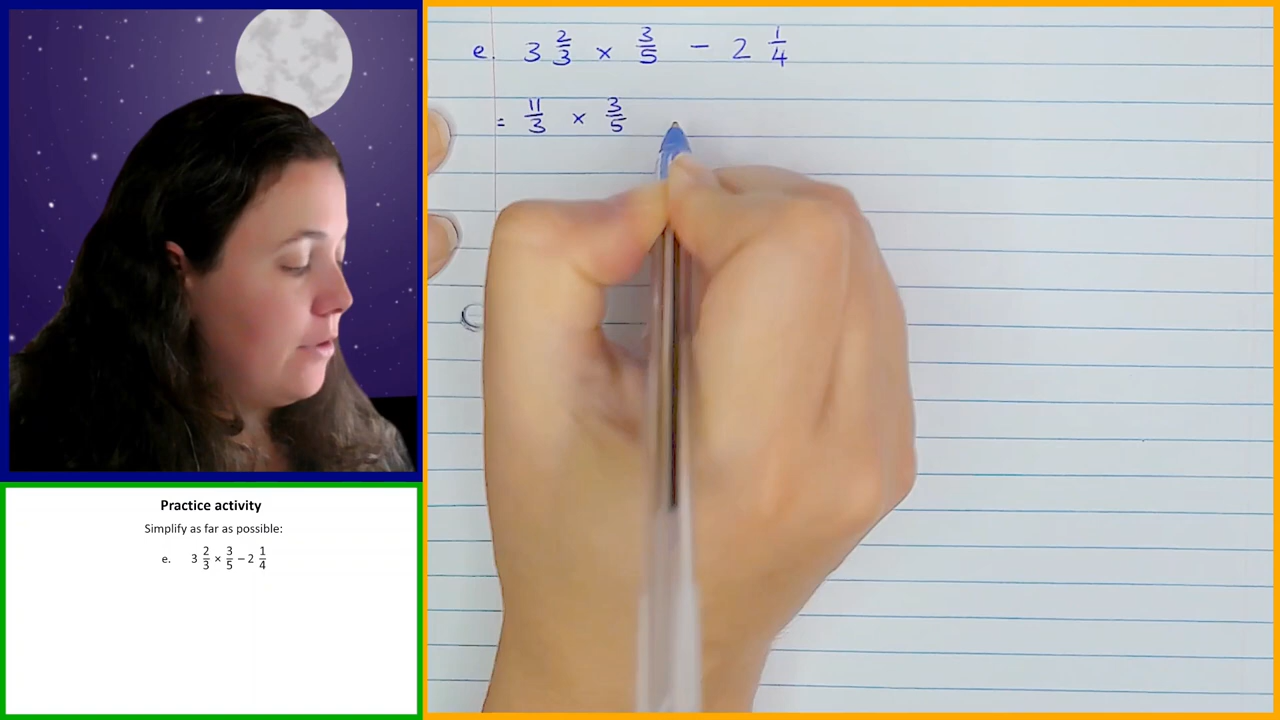 e. 3 2/3 × 3/5 − 2 1/4
= 11/3 × 3/5
Practice activity
Simplify as far as possible:
e. 3 2/3 × 3/5 − 2 1/4